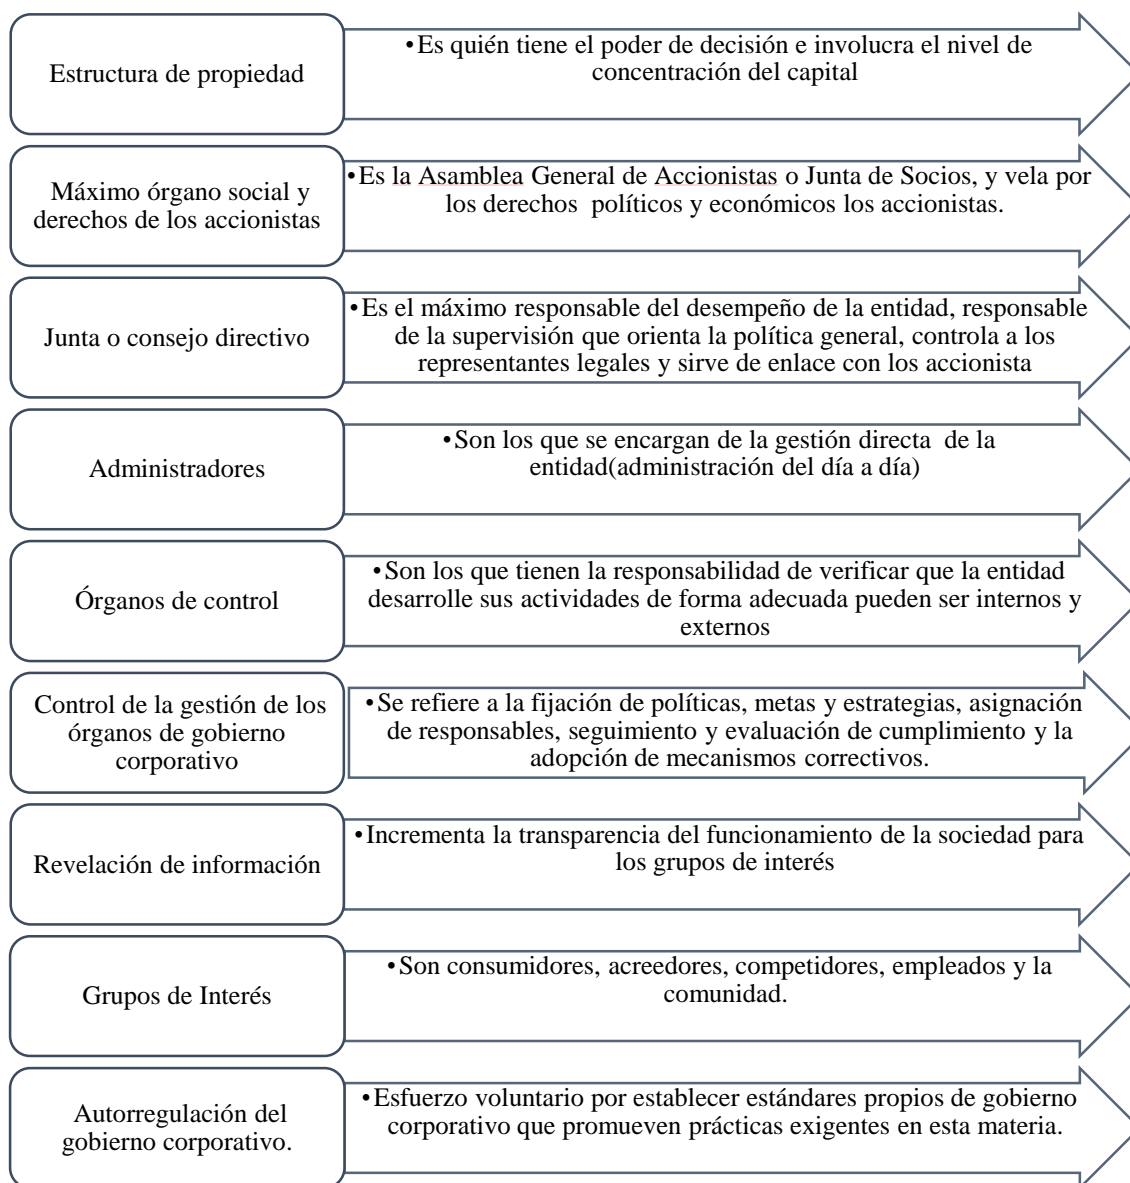 Estructura de propiedad
•Es quién tiene el poder de decisión e involucra el nivel de
concentración del capital
Máximo órgano social y
derechos de los accionistas
•Es la Asamblea General de Accionistas o Junta de Socios, y vela por
los derechos  políticos y económicos los accionistas.
Junta o consejo directivo
•Es el máximo responsable del desempeño de la entidad, responsable
de la supervisión que orienta la política general, controla a los
representantes legales y sirve de enlace con los accionista
Administradores
•Son los que se encargan de la gestión directa  de la
entidad(administración del día a día)
Órganos de control
•Son los que tienen la responsabilidad de verificar que la entidad
desarrolle sus actividades de forma adecuada pueden ser internos y
externos
Control de la gestión de los
órganos de gobierno
corporativo
•Se refiere a la fijación de políticas, metas y estrategias, asignación
de responsables, seguimiento y evaluación de cumplimiento y la
adopción de mecanismos correctivos.
Revelación de información
•Incrementa la transparencia del funcionamiento de la sociedad para
los grupos de interés
Grupos de Interés
•Son consumidores, acreedores, competidores, empleados y la
comunidad.
Autorregulación del
gobierno corporativo.
•Esfuerzo voluntario por establecer estándares propios de gobierno
corporativo que promueven prácticas exigentes en esta materia.